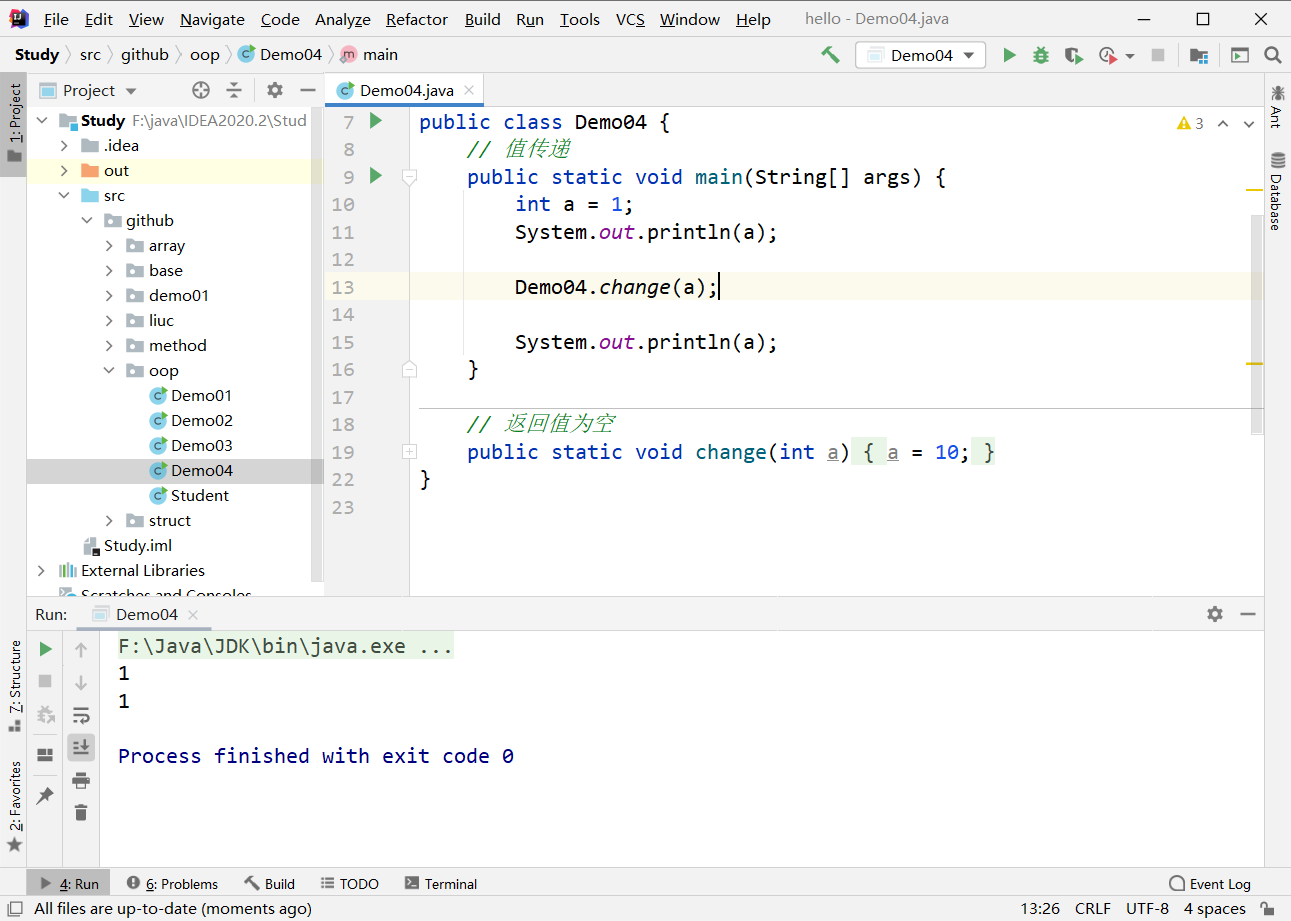 File Edit View Navigate Code Analyze Refactor Build Run Tools VCS Window Help hello - Demo04.java
Study src github oop Demo04 main Demo04
1: Project
Project
Study F:\java\IDEA2020.2\Stud
.idea
out
src
github
array
base
demo01
liuc
method
oop
Demo01
Demo02
Demo03
Demo04
Student
struct
Study.iml
External Libraries
Scratches and Consoles
Demo04.java
3
7 public class Demo04 {
8 // 值传递
9 public static void main(String[] args) {
10 int a = 1;
11 System.out.println(a);
12
13 Demo04.change(a);
14
15 System.out.println(a);
16 }
17
18 // 返回值为空
19 public static void change(int a) { a = 10; }
22 }
23
Ant
Database
Run: Demo04
F:\Java\JDK\bin\java.exe ...
1
1
Process finished with exit code 0
7: Structure
2: Favorites
4: Run 6: Problems Build TODO Terminal Event Log
All files are up-to-date (moments ago) 13:26 CRLF UTF-8 4 spaces